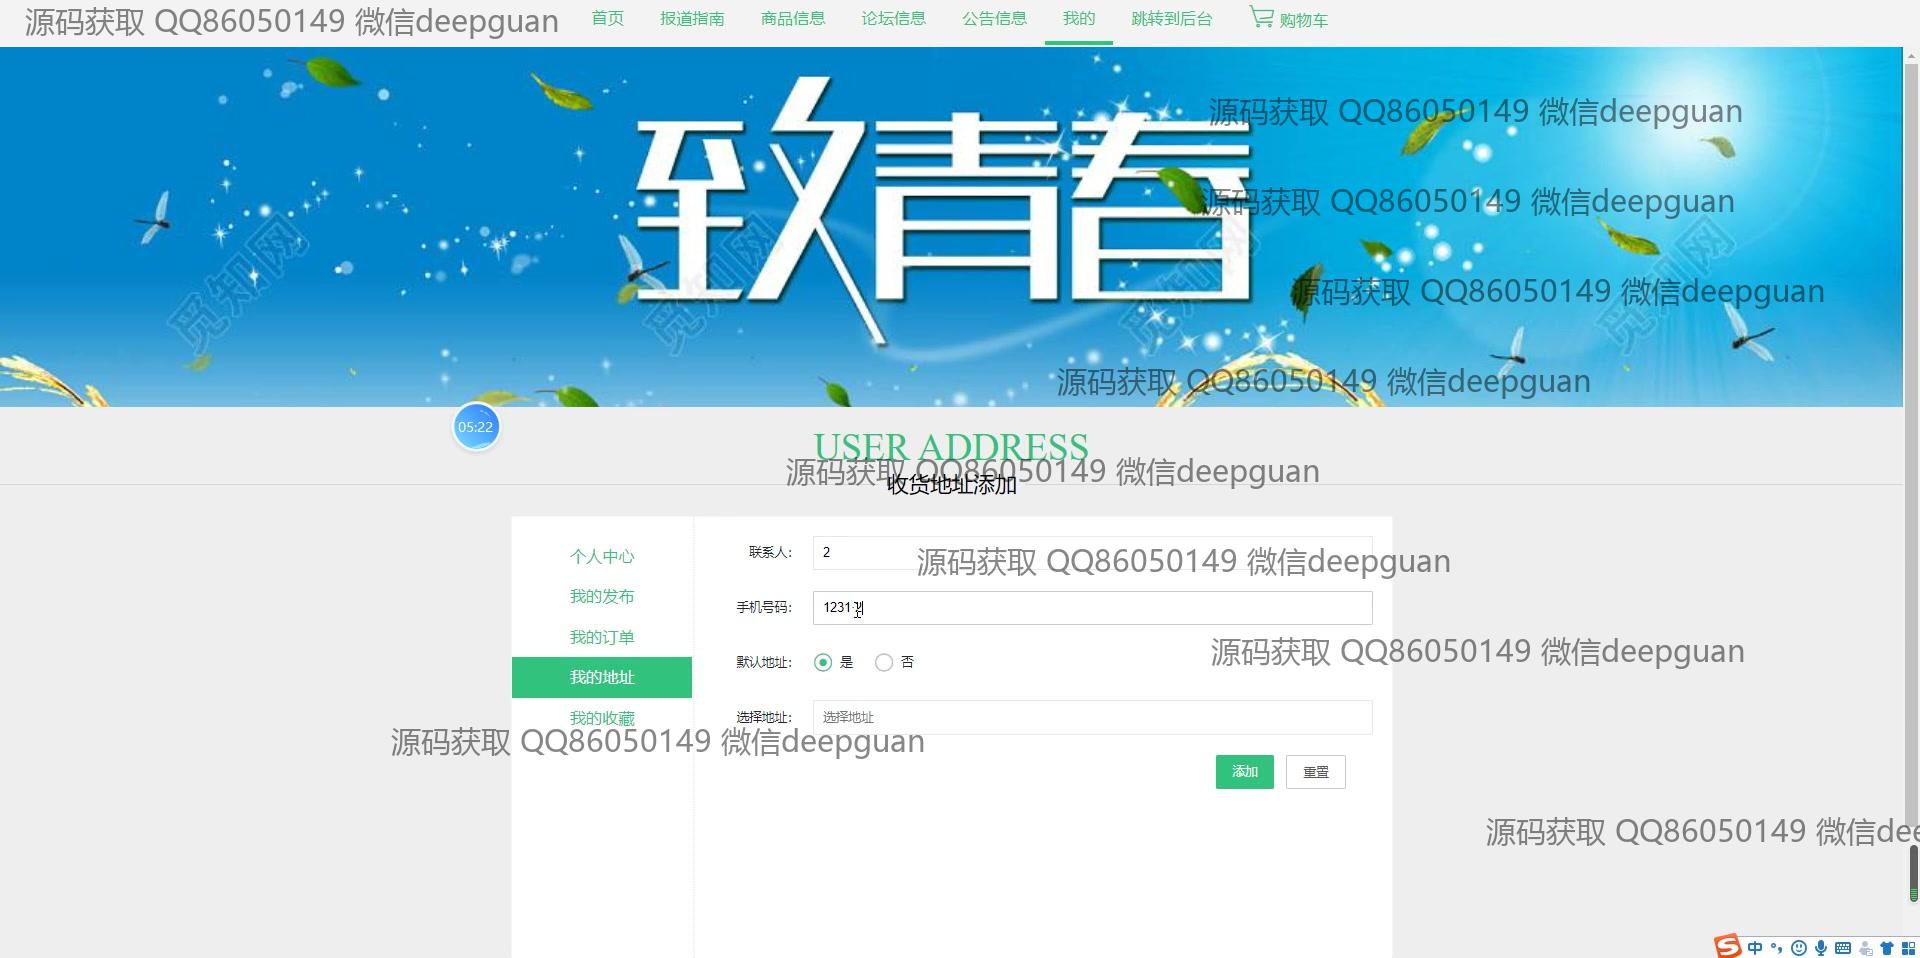 源码获取 QQ86050149 微信deepguan
首页 报道指南 商品信息 论坛信息 公告信息 我的 跳转到后台 购物车
致青春
源码获取 QQ86050149 微信deepguan
源码获取 QQ86050149 微信deepguan
觅知网 觅知网 觅知网 觅知网
源码获取 QQ86050149 微信deepguan
源码获取 QQ86050149 微信deepguan
05:22
USER ADDRESS
源码获取 QQ86050149 微信deepguan
收货地址添加
个人中心
我的发布
我的订单
我的地址
我的收藏
联系人: 2
源码获取 QQ86050149 微信deepguan
手机号码: 1231
源码获取 QQ86050149 微信deepguan
默认地址: 是 否
选择地址: 选择地址
源码获取 QQ86050149 微信deepguan
添加 重置
源码获取 QQ86050149 微信dee
中